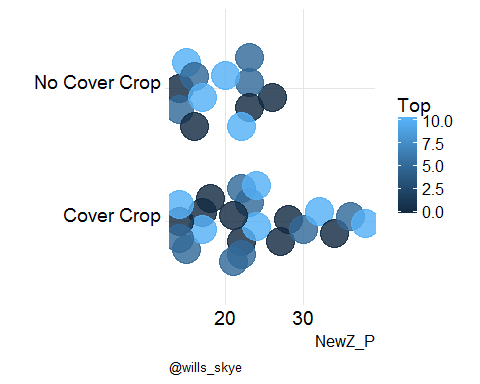 No Cover Crop
Cover Crop
Top
10.0
7.5
5.0
2.5
0.0
20 30
NewZ_P
@wills_skye